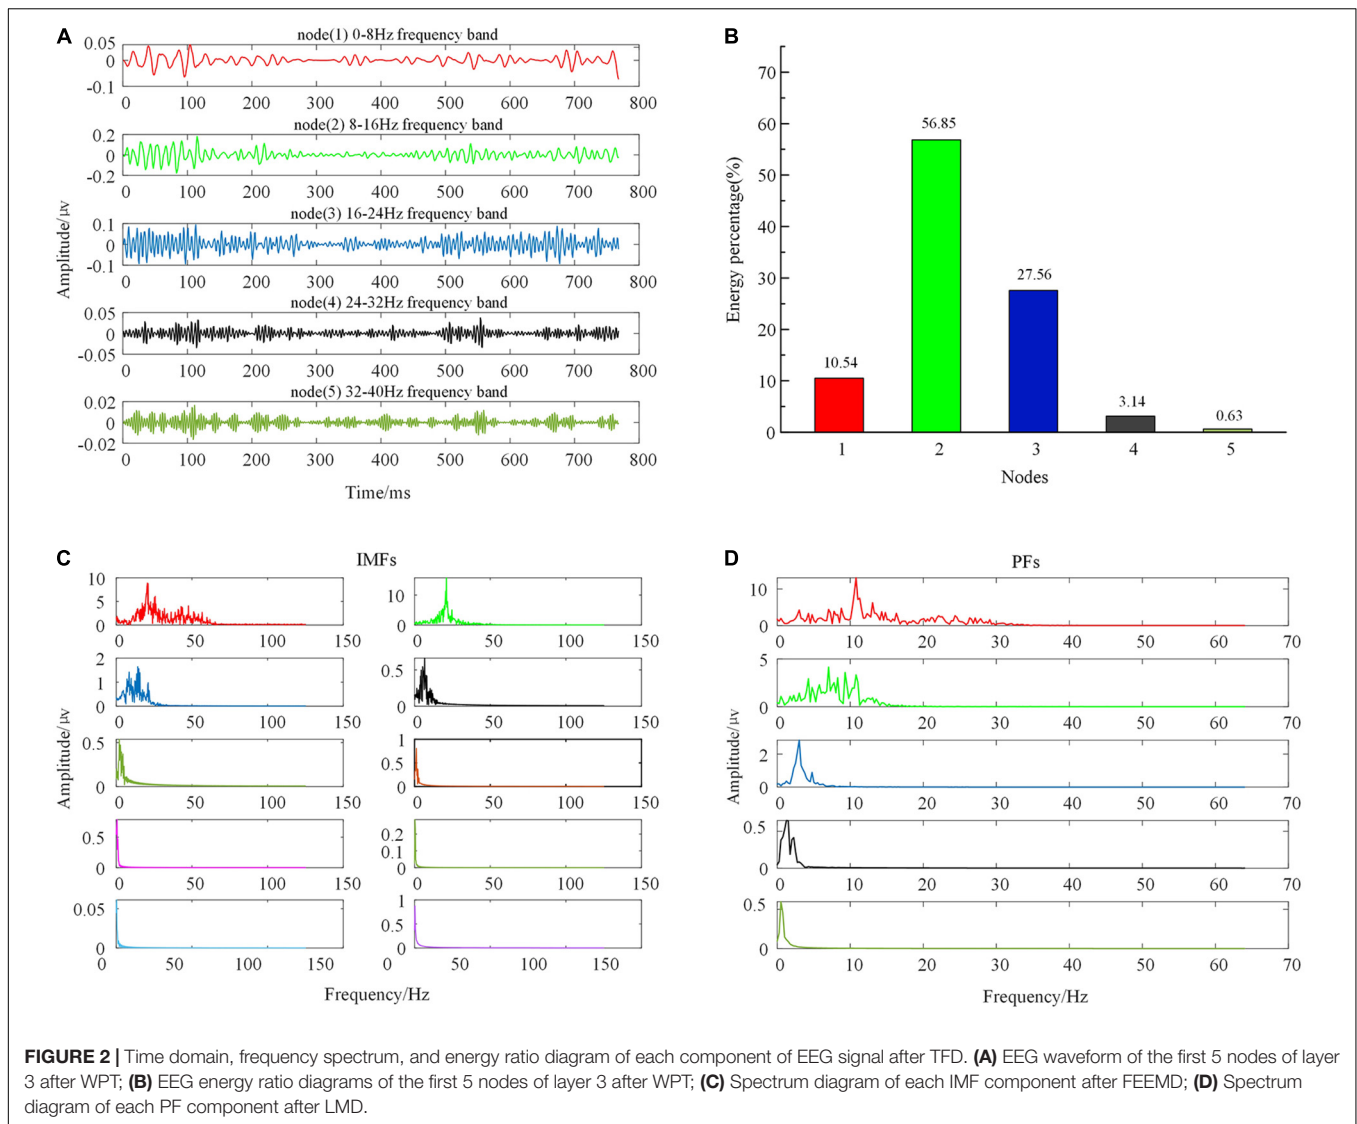 A
node(1) 0-8Hz frequency band
0.05
0
-0.1
0 100 200 300 400 500 600 700 800
node(2) 8-16Hz frequency band
0.2
0
-0.2
0 100 200 300 400 500 600 700 800
node(3) 16-24Hz frequency band
0.1
0
-0.1
0 100 200 300 400 500 600 700 800
node(4) 24-32Hz frequency band
0.05
0
-0.05
0 100 200 300 400 500 600 700 800
node(5) 32-40Hz frequency band
0.02
0
-0.02
0 100 200 300 400 500 600 700 800
Amplitude/μv
Time/ms
B
Energy percentage(%)
70
60
50
40
30
20
10
0
10.54
56.85
27.56
3.14
0.63
1 2 3 4 5
Nodes
C
IMFs
Amplitude/μv
10
5
0
0 50 100 150
10
0
0 50 100 150
2
1
0
0 50 100 150
0.5
0
0 50 100 150
0.5
0
0 50 100 150
1
0.5
0
0 50 100 150
0.5
0
0 50 100 150
0.2
0.1
0
0 50 100 150
0.05
0
0 50 100 150
1
0.5
0
0 50 100 150
Frequency/Hz
D
PFs
Amplitude/μv
10
0
0 10 20 30 40 50 60 70
5
0
0 10 20 30 40 50 60 70
2
0
0 10 20 30 40 50 60 70
0.5
0
0 10 20 30 40 50 60 70
0.5
0
0 10 20 30 40 50 60 70
Frequency/Hz
FIGURE 2 | Time domain, frequency spectrum, and energy ratio diagram of each component of EEG signal after TFD. (A) EEG waveform of the first 5 nodes of layer
3 after WPT; (B) EEG energy ratio diagrams of the first 5 nodes of layer 3 after WPT; (C) Spectrum diagram of each IMF component after FEEMD; (D) Spectrum
diagram of each PF component after LMD.